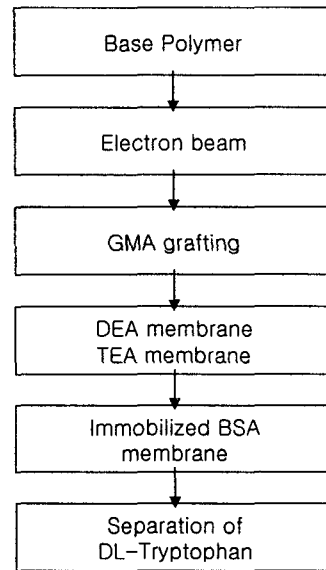 Base Polymer
Electron beam
GMA grafting
DEA membrane
TEA membrane
Immobilized BSA
membrane
Separation of
DL-Tryptophan